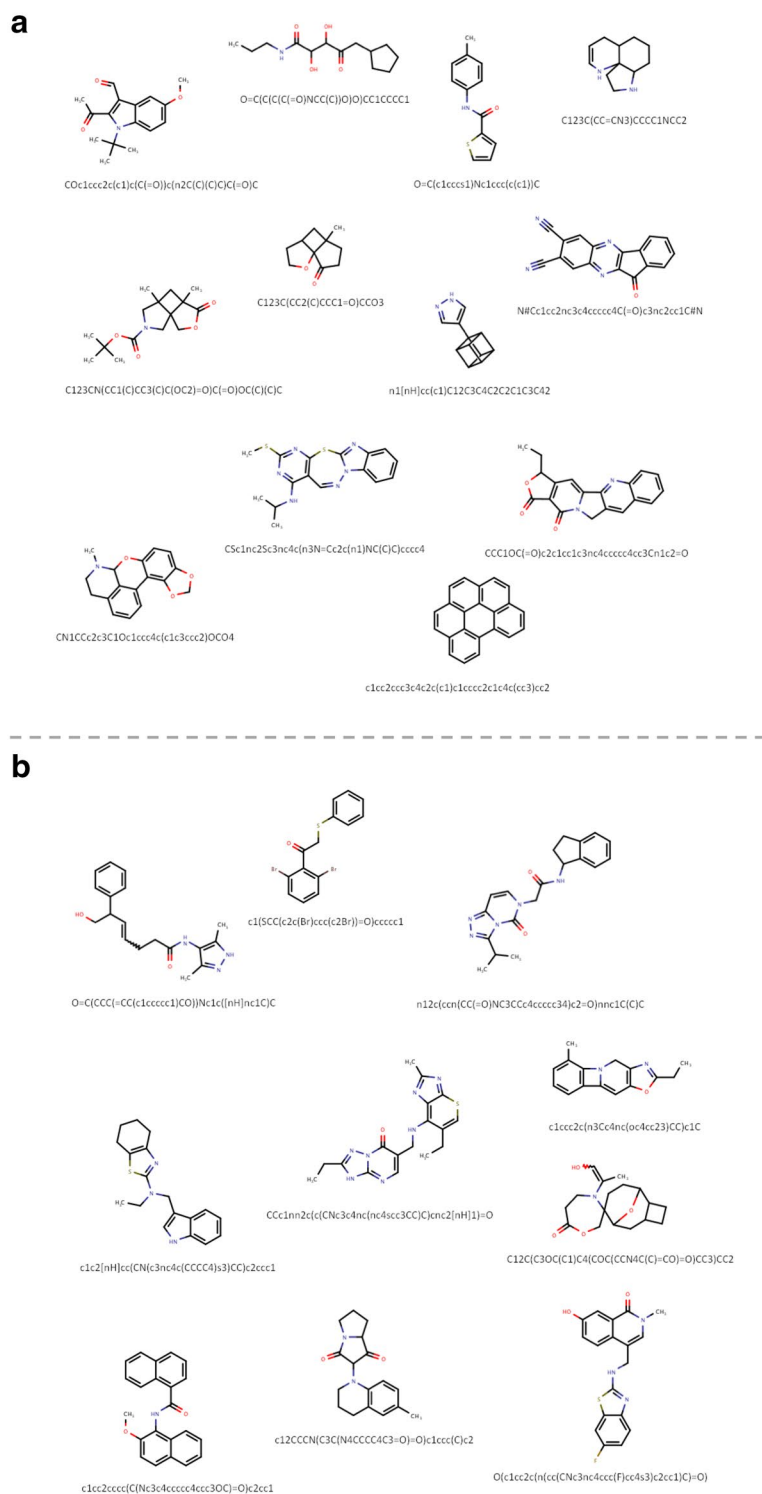 a
O=C(C(C(C(=O)NCC(C))O)O)CC1CCCC1
C123C(CC=CN3)CCCC1NCC2
COc1ccc2c(c1)c(C(=O))c(n2C(C)(C)C)C(=O)C
O=C(c1cccs1)Nc1ccc(c(c1))C
C123C(CC2(C)CCC1=O)CCO3
N#Cc1cc2nc3c4ccccc4C(=O)c3nc2cc1C#N
C123CN(CC1(C)CC3(C)C(OC2)=O)C(=O)OC(C)(C)C
n1[nH]cc(c1)C12C3C4C2C2C1C3C42
CSc1nc2Sc3nc4c(n3N=Cc2c(n1)NC(C)C)cccc4
CCC1OC(=O)c2c1cc1c3nc4ccccc4cc3Cn1c2=O
CN1CCc2c3C1Oc1ccc4c(c1c3ccc2)OCO4
c1cc2ccc3c4c2c(c1)c1cccc2c1c4c(cc3)cc2
b
c1(SCC(c2c(Br)ccc(c2Br))=O)ccccc1
O=C(CCC(=CC(c1ccccc1)CO))Nc1c([nH]nc1C)C
n12c(ccn(CC(=O)NC3CCc4ccccc34)c2=O)nnc1C(C)C
c1ccc2c(n3Cc4nc(oc4cc23)CC)c1C
CCc1nn2c(c(CNc3c4nc(nc4scc3CC)C)cnc2[nH]1)=O
c1c2[nH]cc(CN(c3nc4c(CCCC4)s3)CC)c2ccc1
C12C(C3OC(C1)C4(COC(CCN4C(C)=CO)=O)CC3)CC2
c1cc2cccc(C(Nc3c4ccccc4ccc3OC)=O)c2cc1
c12CCCN(C3C(N4CCCC4C3=O)=O)c1ccc(C)c2
O(c1cc2c(n(cc(CNc3nc4ccc(F)cc4s3)c2cc1)C)=O)